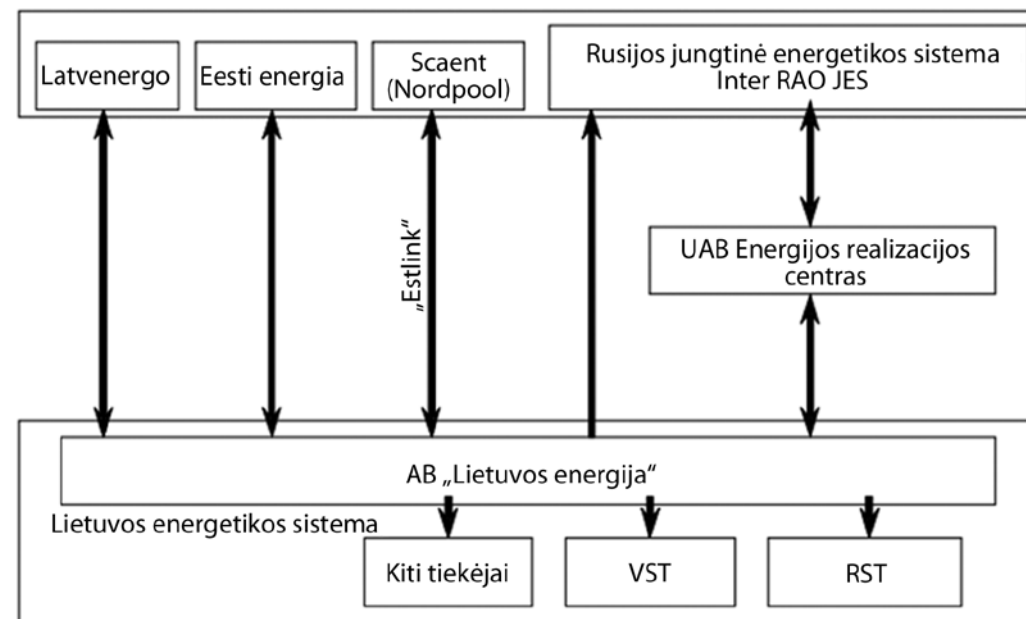 Latvenergo
Eesti energia
Scaent
(Nordpool)
Rusijos jungtinė energetikos sistema
Inter RAO JES
„Estlink“
UAB Energijos realizacijos
centras
AB „Lietuvos energija“
Lietuvos energetikos sistema
Kiti tiekėjai
VST
RST